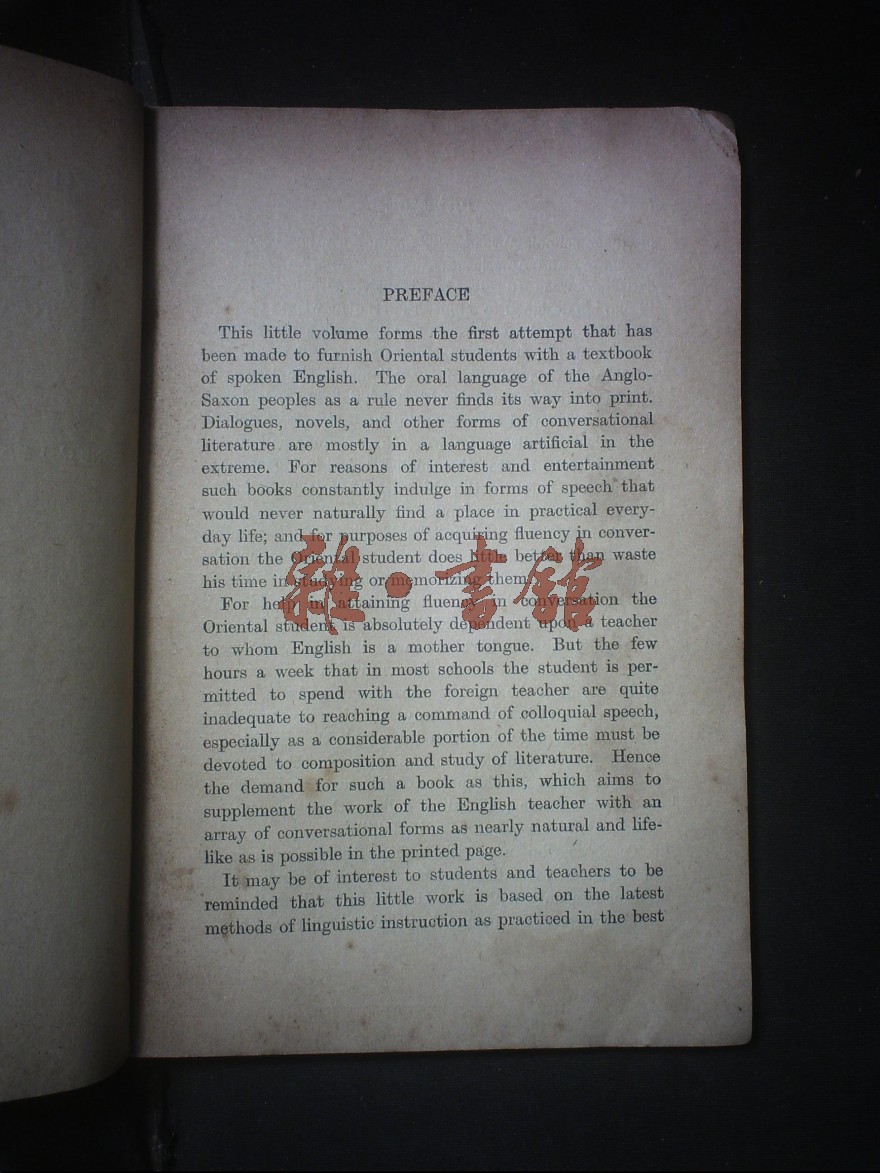 PREFACE
This little volume forms the first attempt that has
been made to furnish Oriental students with a textbook
of spoken English. The oral language of the Anglo-
Saxon peoples as a rule never finds its way into print.
Dialogues, novels, and other forms of conversational
literature are mostly in a language artificial in the
extreme. For reasons of interest and entertainment
such books constantly indulge in forms of speech that
would never naturally find a place in practical every-
day life; and for purposes of acquiring fluency in conver-
sation the Oriental student does little better than waste
his time in studying or memorizing them.
雜·書館
For help in attaining fluency in conversation the
Oriental student is absolutely dependent upon a teacher
to whom English is a mother tongue. But the few
hours a week that in most schools the student is per-
mitted to spend with the foreign teacher are quite
inadequate to reaching a command of colloquial speech,
especially as a considerable portion of the time must be
devoted to composition and study of literature. Hence
the demand for such a book as this, which aims to
supplement the work of the English teacher with an
array of conversational forms as nearly natural and life-
like as is possible in the printed page.
It may be of interest to students and teachers to be
reminded that this little work is based on the latest
methods of linguistic instruction as practiced in the best